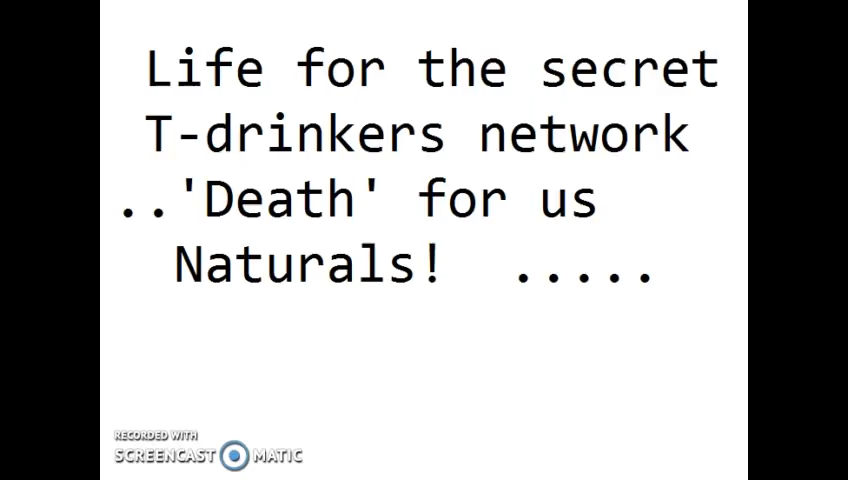 Life for the secret
T-drinkers network
..'Death' for us
Naturals!  .....
RECORDED WITH
SCREENCAST MATIC